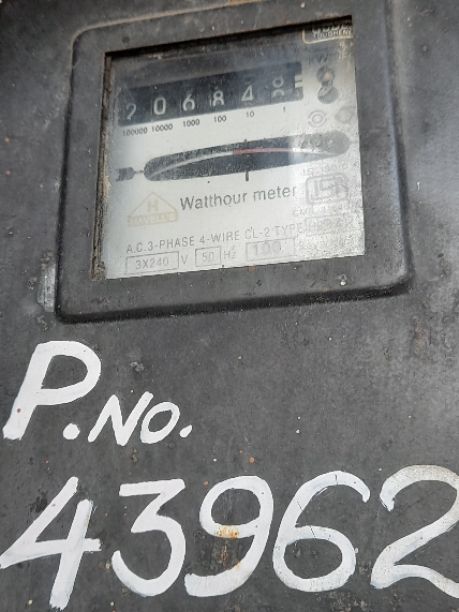 206848
100000 10000 1000 100 10 1
Watthour meter
HAVELL'S
A.C.3-PHASE 4-WIRE CL-2 TYPE
3X240 V 50 Hz 100
P.No.
43962